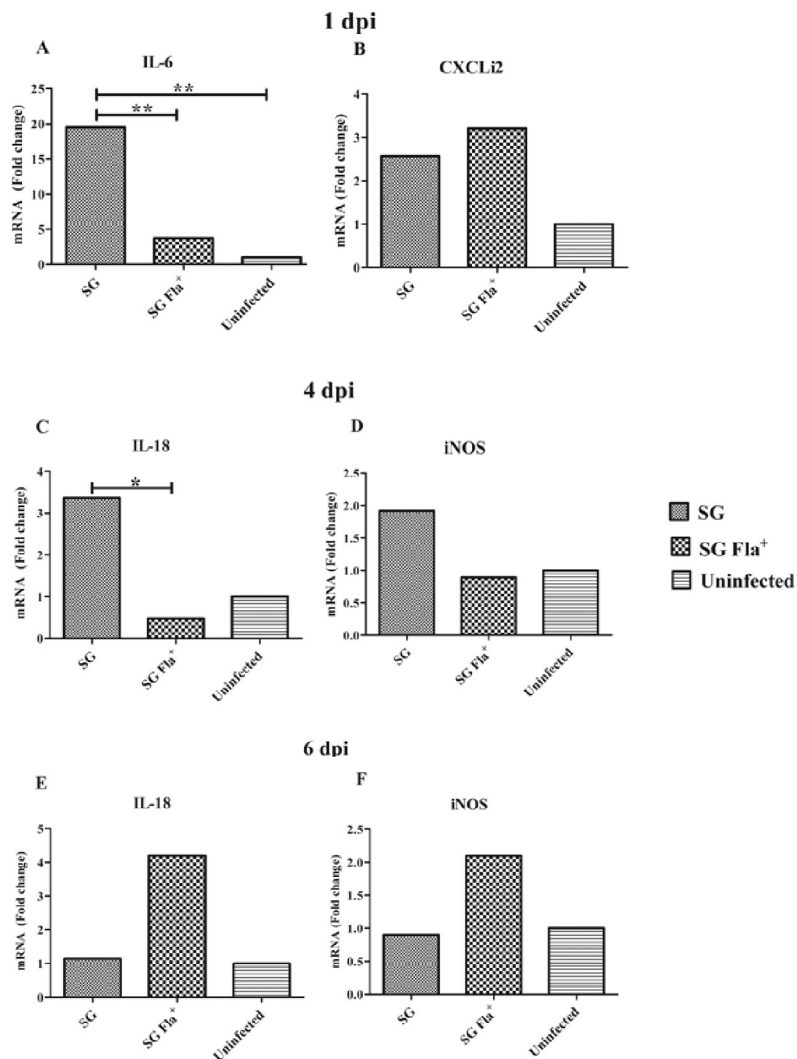 1 dpi
A
IL-6
**
**
mRNA (Fold change)
25
20
15
10
5
0
SG
SG Fla+
Uninfected
B
CXCLi2
mRNA (Fold change)
4
3
2
1
0
SG
SG Fla+
Uninfected
4 dpi
C
IL-18
*
mRNA (Fold change)
4
3
2
1
0
SG
SG Fla+
Uninfected
D
iNOS
mRNA (Fold change)
2.5
2.0
1.5
1.0
0.5
0.0
SG
SG Fla+
Uninfected
SG
SG Fla+
Uninfected
6 dpi
E
IL-18
mRNA (Fold change)
5
4
3
2
1
0
SG
SG Fla+
Uninfected
F
iNOS
mRNA (Fold change)
2.5
2.0
1.5
1.0
0.5
0.0
SG
SG Fla+
Uninfected